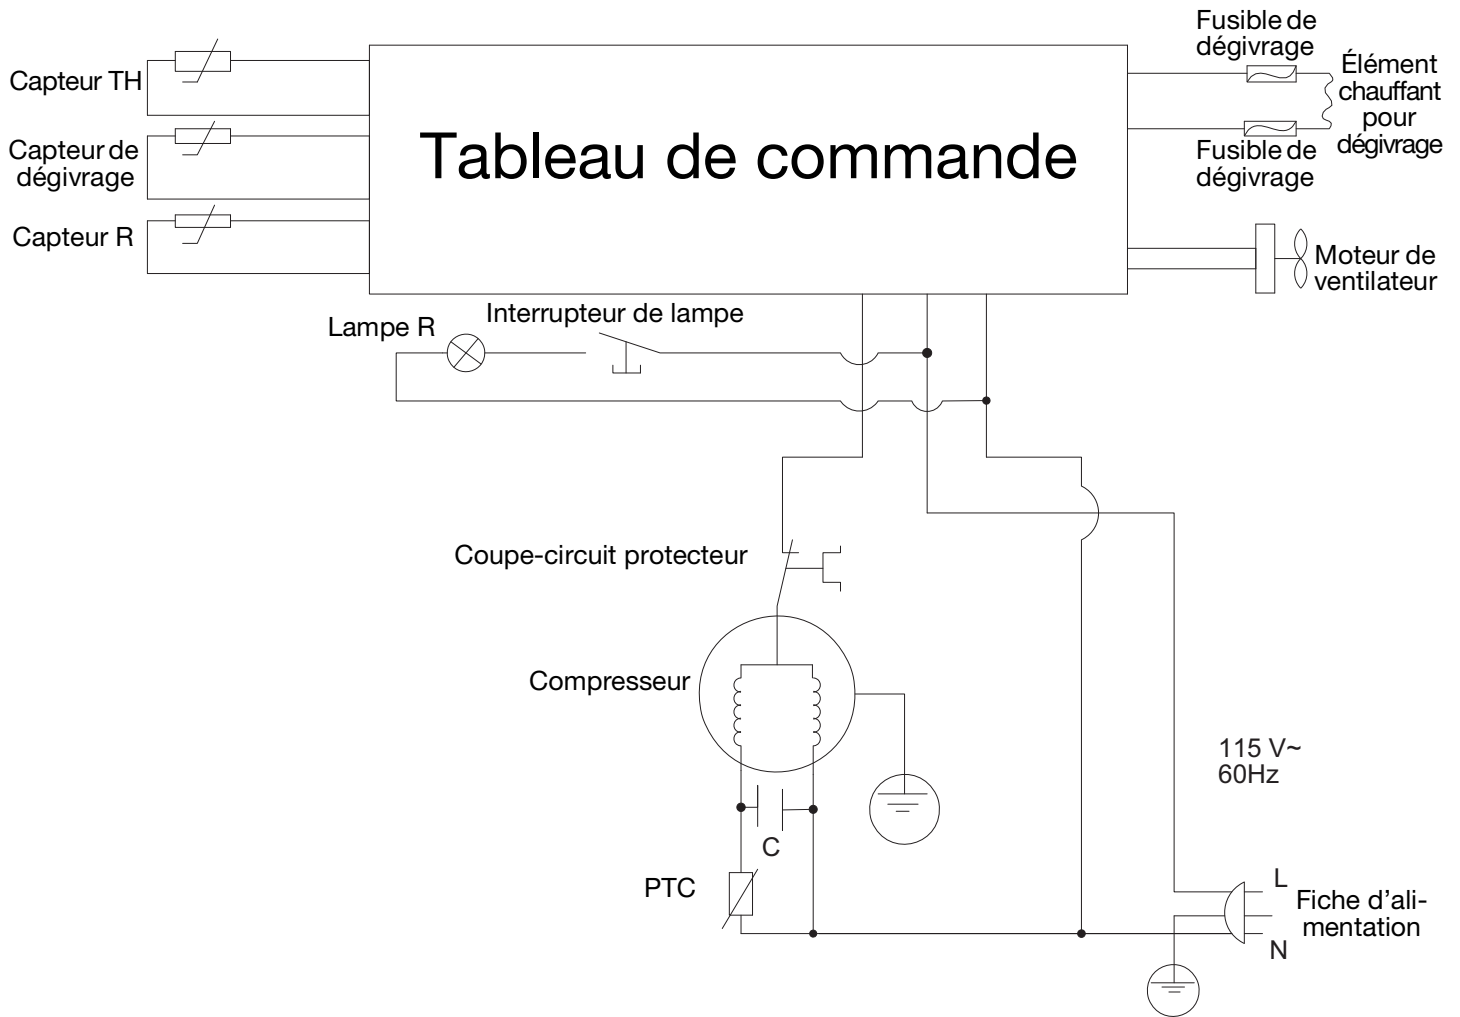 Fusible de
dégivrage
Élément
chauffant
pour
dégivrage
Capteur TH
Tableau de commande
Capteur de
dégivrage
Fusible de
dégivrage
Capteur R
Moteur de
ventilateur
Interrupteur de lampe
Lampe R
Coupe-circuit protecteur
Compresseur
115 V~
60Hz
C
PTC
L
Fiche d’ali-
mentation
N